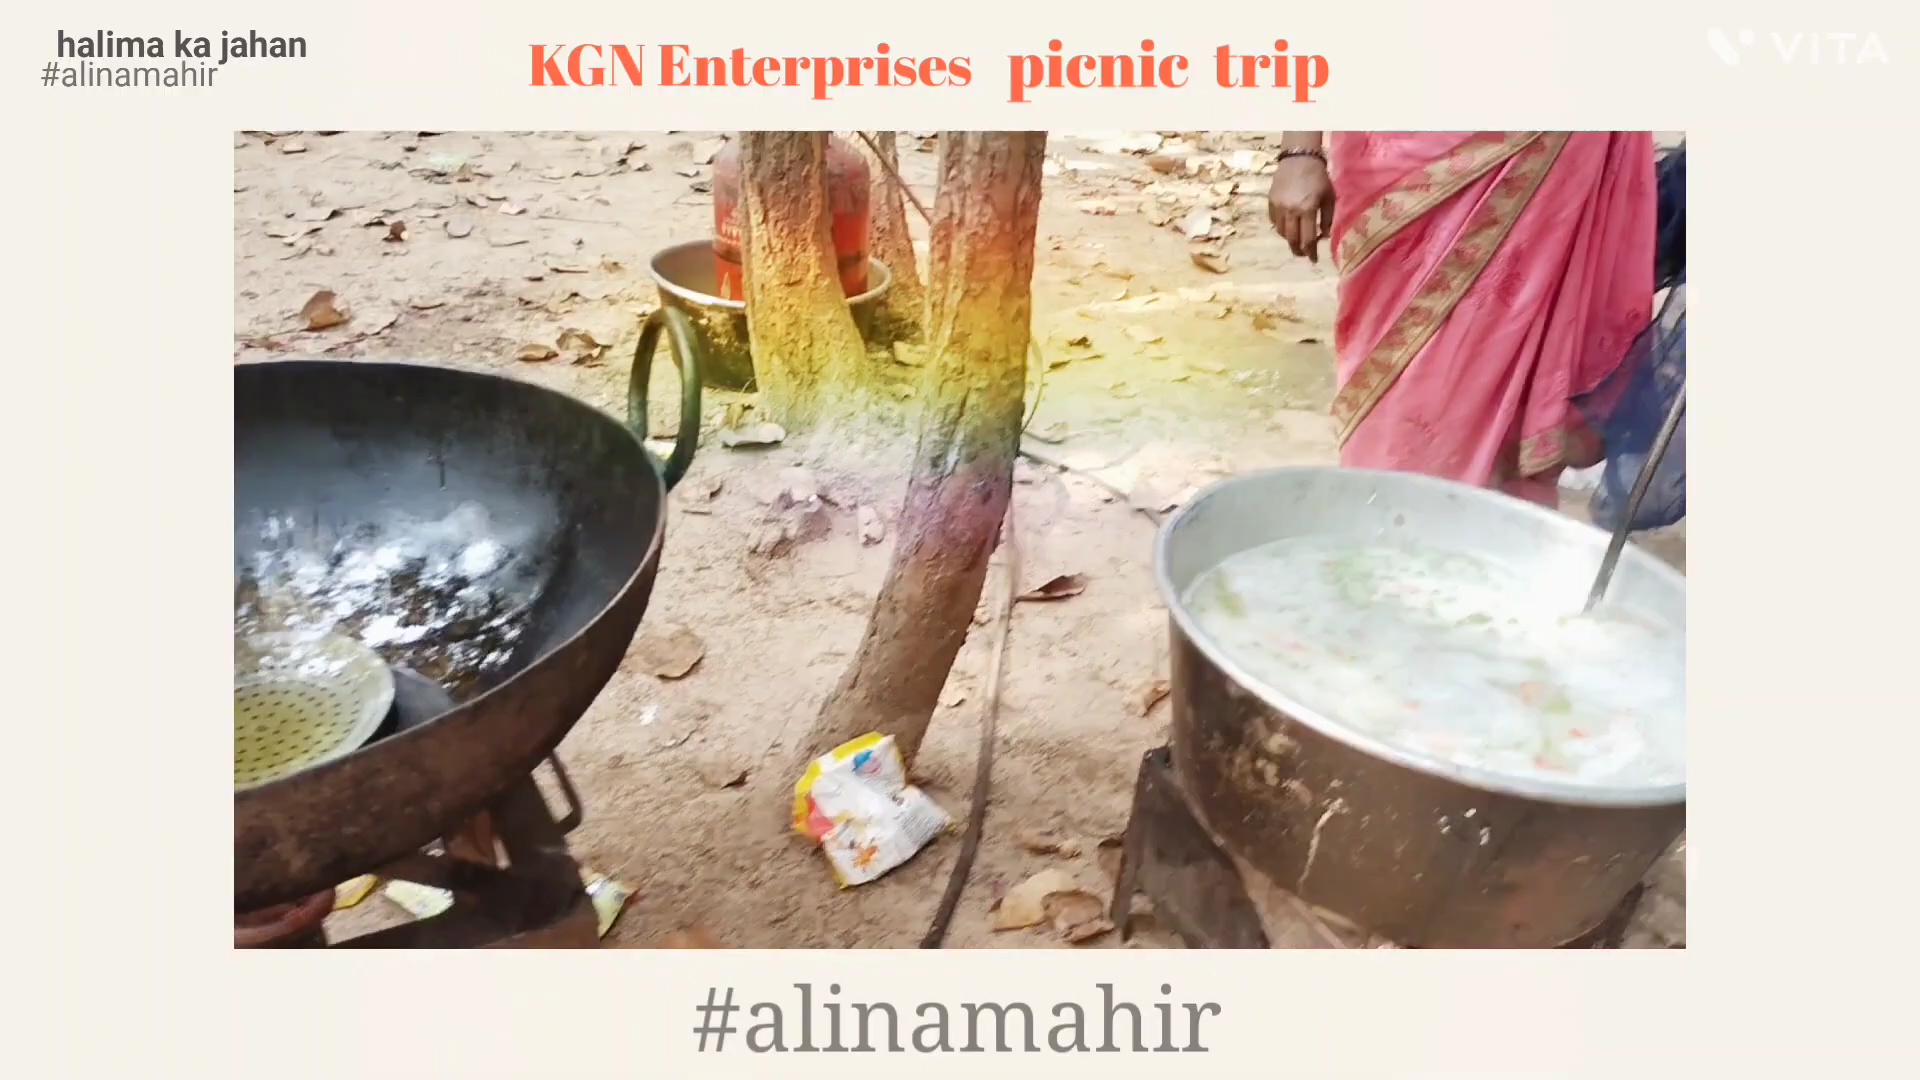 halima ka jahan
#alinamahir
KGN Enterprises picnic trip
VITA
#alinamahir